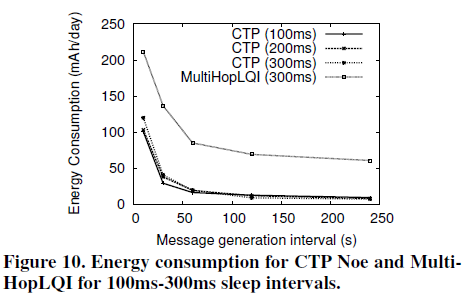 250
200
150
100
50
0
Energy Consumption (mAh/day)
CTP (100ms)
CTP (200ms)
CTP (300ms)
MultiHopLQI (300ms)
0 50 100 150 200 250
Message generation interval (s)
Figure 10. Energy consumption for CTP Noe and Multi-
HopLQI for 100ms-300ms sleep intervals.